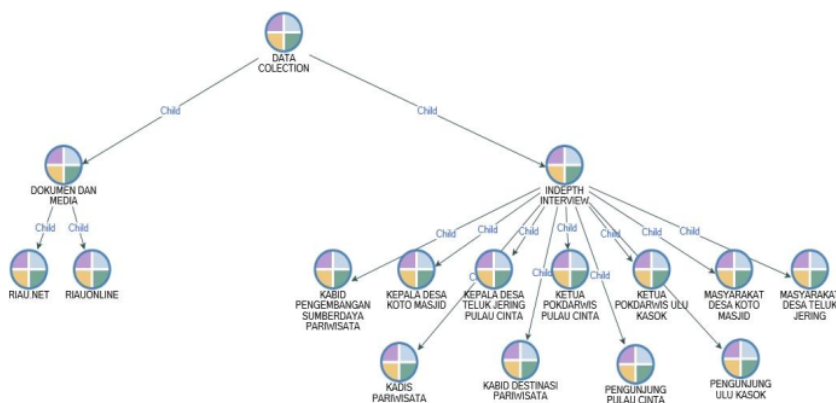 DATA
COLECTION
Child
Child
DOKUMEN DAN
MEDIA
INDEPTH
INTERVIEW
Child
Child
Child
Child
Child
Child
Child
Child
Child
RIAU.NET
RIAUONLINE
KABID
PENGEMBANGAN
SUMBERDAYA
PARIWISATA
KEPALA DESA
KOTO MASJID
KEPALA DESA
TELUK JERING
PULAU CINTA
KETUA
POKDARWIS
PULAU CINTA
KETUA
POKDARWIS ULU
KASOK
MASYARAKAT
DESA KOTO
MASJID
MASYARAKAT
DESA TELUK
JERING
Child
Child
KADIS
PARIWISATA
KABID DESTINASI
PARIWISATA
PENGUNJUNG
PULAU CINTA
PENGUNJUNG
ULU KASOK